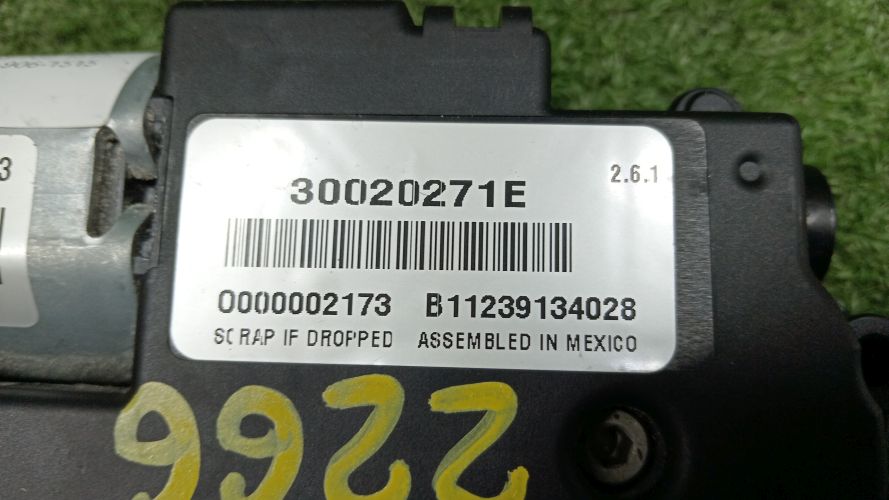 30020271E
2.6.1
0000002173 B11239134028
SCRAP IF DROPPED ASSEMBLED IN MEXICO
2266